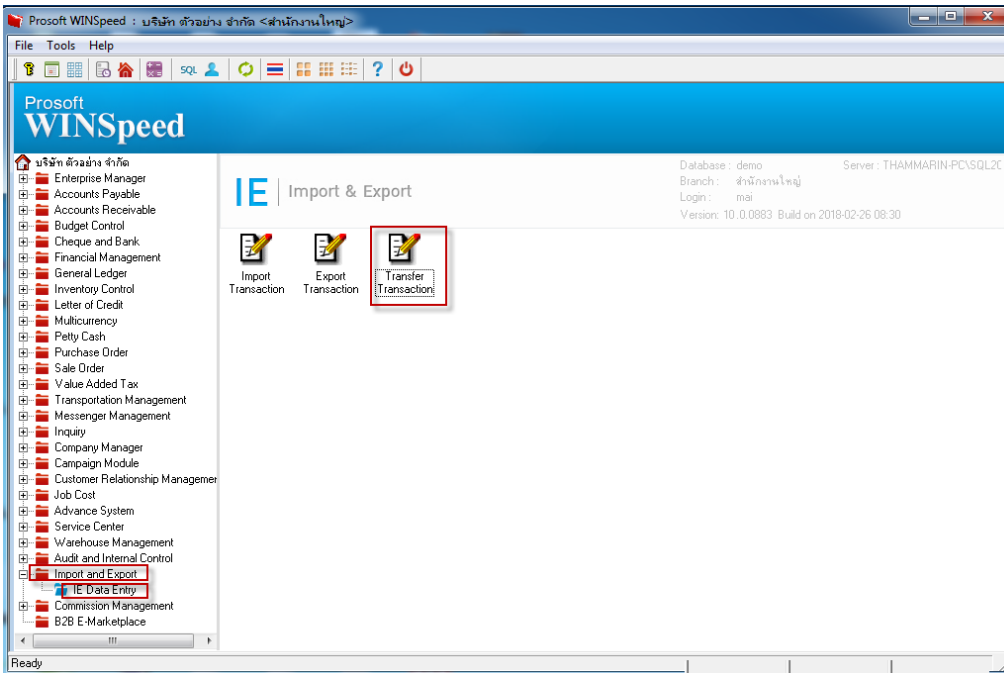 Prosoft WINSpeed : บริษัท ตัวอย่าง จำกัด <สำนักงานใหญ่>
File Tools Help
SQL
Prosoft
WINSpeed
บริษัท ตัวอย่าง จำกัด
Enterprise Manager
Accounts Payable
Accounts Receivable
Budget Control
Cheque and Bank
Financial Management
General Ledger
Inventory Control
Letter of Credit
Multicurrency
Petty Cash
Purchase Order
Sale Order
Value Added Tax
Transportation Management
Messenger Management
Inquiry
Company Manager
Campaign Module
Customer Relationship Managemer
Job Cost
Advance System
Service Center
Warehouse Management
Audit and Internal Control
Import and Export
IE Data Entry
Commission Management
B2B E-Marketplace
IE Import & Export
Database : demo Server : THAMMARIN-PC\SQL20
Branch : สำนักงานใหญ่
Login : mai
Version: 10.0.0883 Build on 2018-02-26 08:30
Import Transaction
Export Transaction
Transfer Transaction
Ready